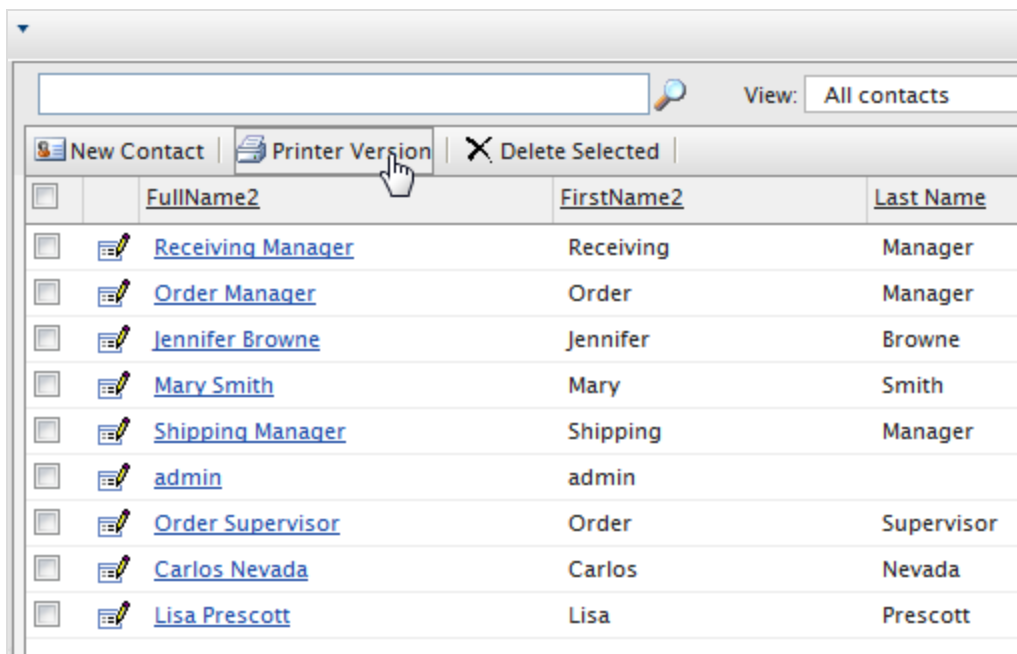 View: All contacts
New Contact Printer Version Delete Selected
FullName2 FirstName2 Last Name
Receiving Manager Receiving Manager
Order Manager Order Manager
Jennifer Browne Jennifer Browne
Mary Smith Mary Smith
Shipping Manager Shipping Manager
admin admin
Order Supervisor Order Supervisor
Carlos Nevada Carlos Nevada
Lisa Prescott Lisa Prescott